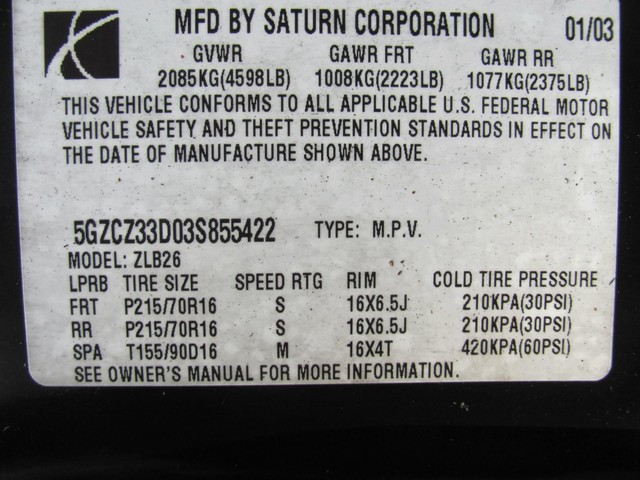 MFD BY SATURN CORPORATION 01/03
GVWR GAWR FRT GAWR RR
2085KG(4598LB) 1008KG(2223LB) 1077KG(2375LB)
THIS VEHICLE CONFORMS TO ALL APPLICABLE U.S. FEDERAL MOTOR
VEHICLE SAFETY AND THEFT PREVENTION STANDARDS IN EFFECT ON
THE DATE OF MANUFACTURE SHOWN ABOVE.
5GZCZ33D03S855422 TYPE: M.P.V.
MODEL: ZLB26
LPRB TIRE SIZE SPEED RTG RIM COLD TIRE PRESSURE
FRT P215/70R16 S 16X6.5J 210KPA(30PSI)
RR P215/70R16 S 16X6.5J 210KPA(30PSI)
SPA T155/90D16 M 16X4T 420KPA(60PSI)
SEE OWNER'S MANUAL FOR MORE INFORMATION.